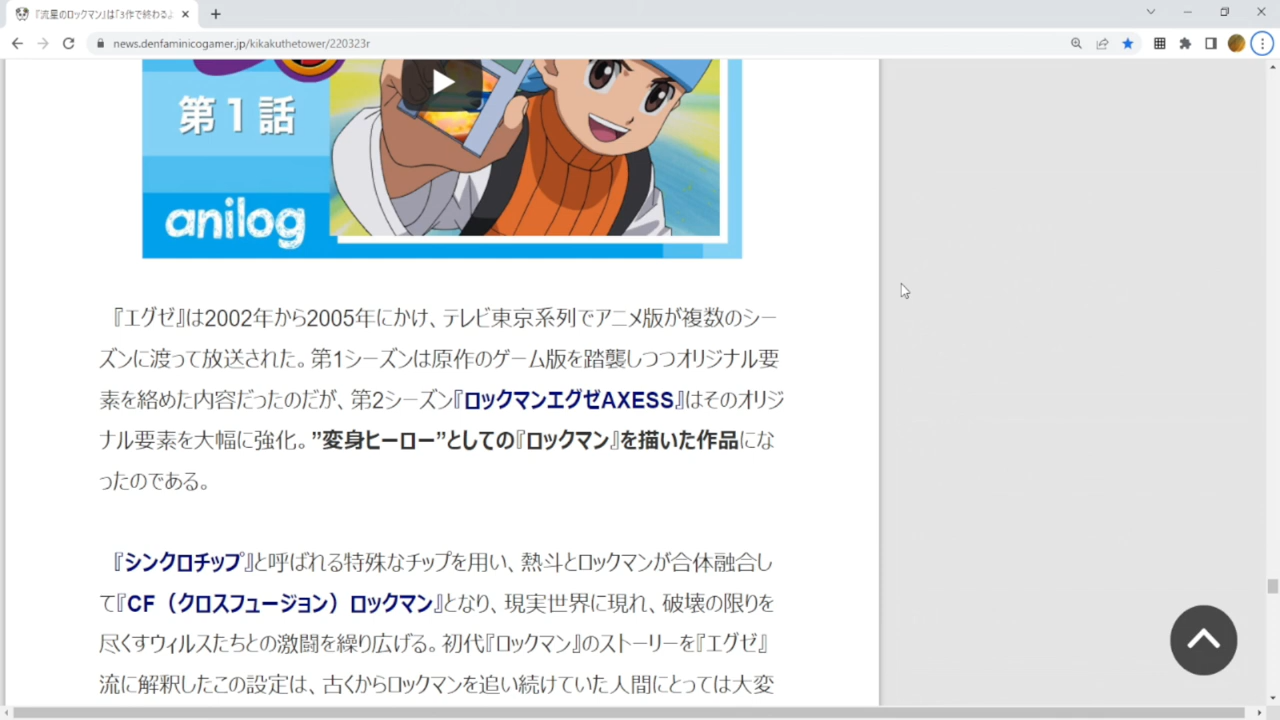 『流星のロックマン』は「3作で終わるよ
news.denfaminicogamer.jp/kikakuthetower/220323r
第1話
anilog
『エグゼ』は2002年から2005年にかけ、テレビ東京系列でアニメ版が複数のシー
ズンに渡って放送された。第1シーズンは原作のゲーム版を踏襲しつつオリジナル要
素を絡めた内容だったのだが、第2シーズン『ロックマンエグゼAXESS』はそのオリジ
ナル要素を大幅に強化。”変身ヒーロー”としての『ロックマン』を描いた作品にな
ったのである。
『シンクロチップ』と呼ばれる特殊なチップを用い、熱斗とロックマンが合体融合し
て『CF（クロスフュージョン）ロックマン』となり、現実世界に現れ、破壊の限りを
尽くすウィルスたちとの激闘を繰り広げる。初代『ロックマン』のストーリーを『エグゼ』
流に解釈したこの設定は、古くからロックマンを追い続けていた人間にとっては大変